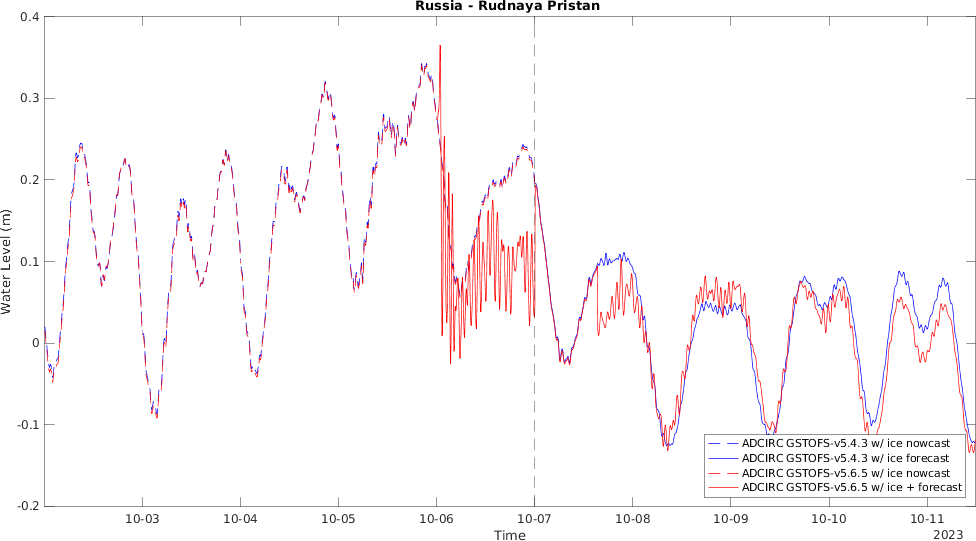 Russia - Rudnaya Pristan
0.4
0.3
0.2
0.1
0
-0.1
-0.2
Water Level (m)
10-03
10-04
10-05
10-06
10-07
10-08
10-09
10-10
10-11
Time
2023
ADCIRC GSTOFS-v5.4.3 w/ ice nowcast
ADCIRC GSTOFS-v5.4.3 w/ ice forecast
ADCIRC GSTOFS-v5.6.5 w/ ice nowcast
ADCIRC GSTOFS-v5.6.5 w/ ice + forecast